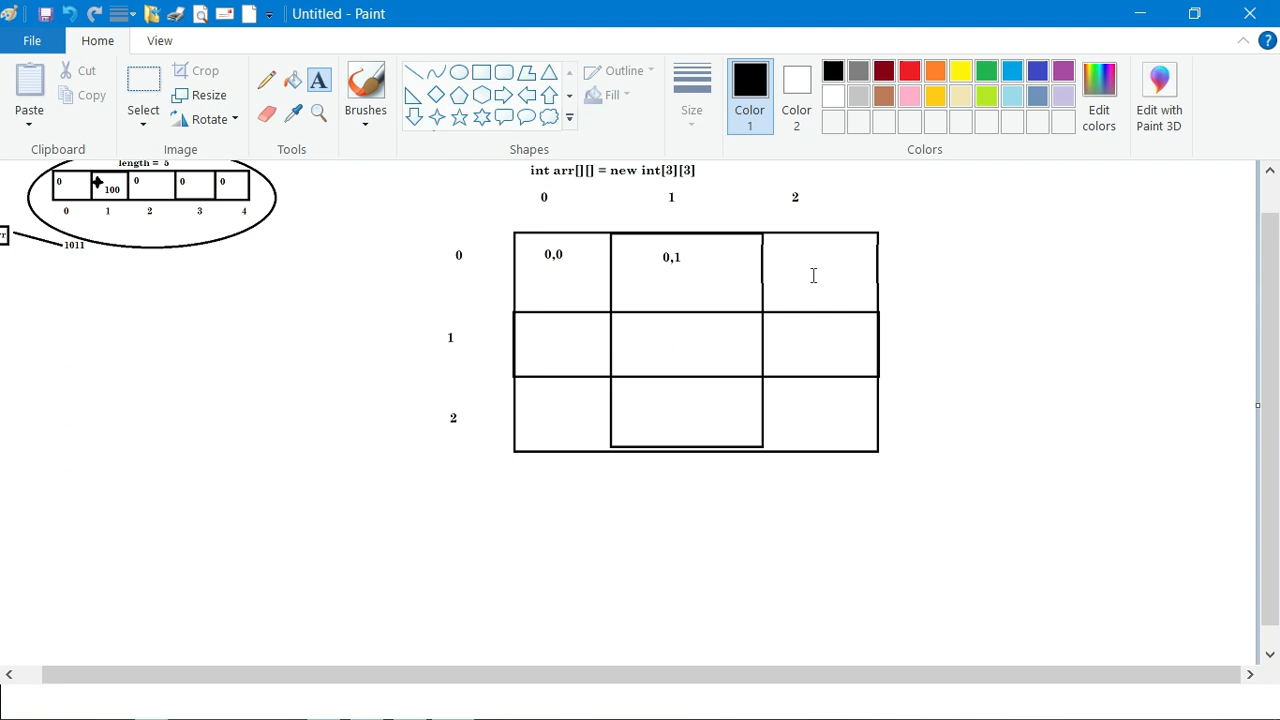 Untitled - Paint
File
Home
View
Paste
Cut
Copy
Clipboard
Select
Crop
Resize
Rotate
Image
A
Tools
Brushes
Outline
Fill
Shapes
Size
Color 1
Color 2
Edit colors
Edit with Paint 3D
Colors
?
length = 5
0 100 0 0 0
0 1 2 3 4
1011
int arr[][] = new int[3][3]
0 1 2
0 0,0 0,1
1
2